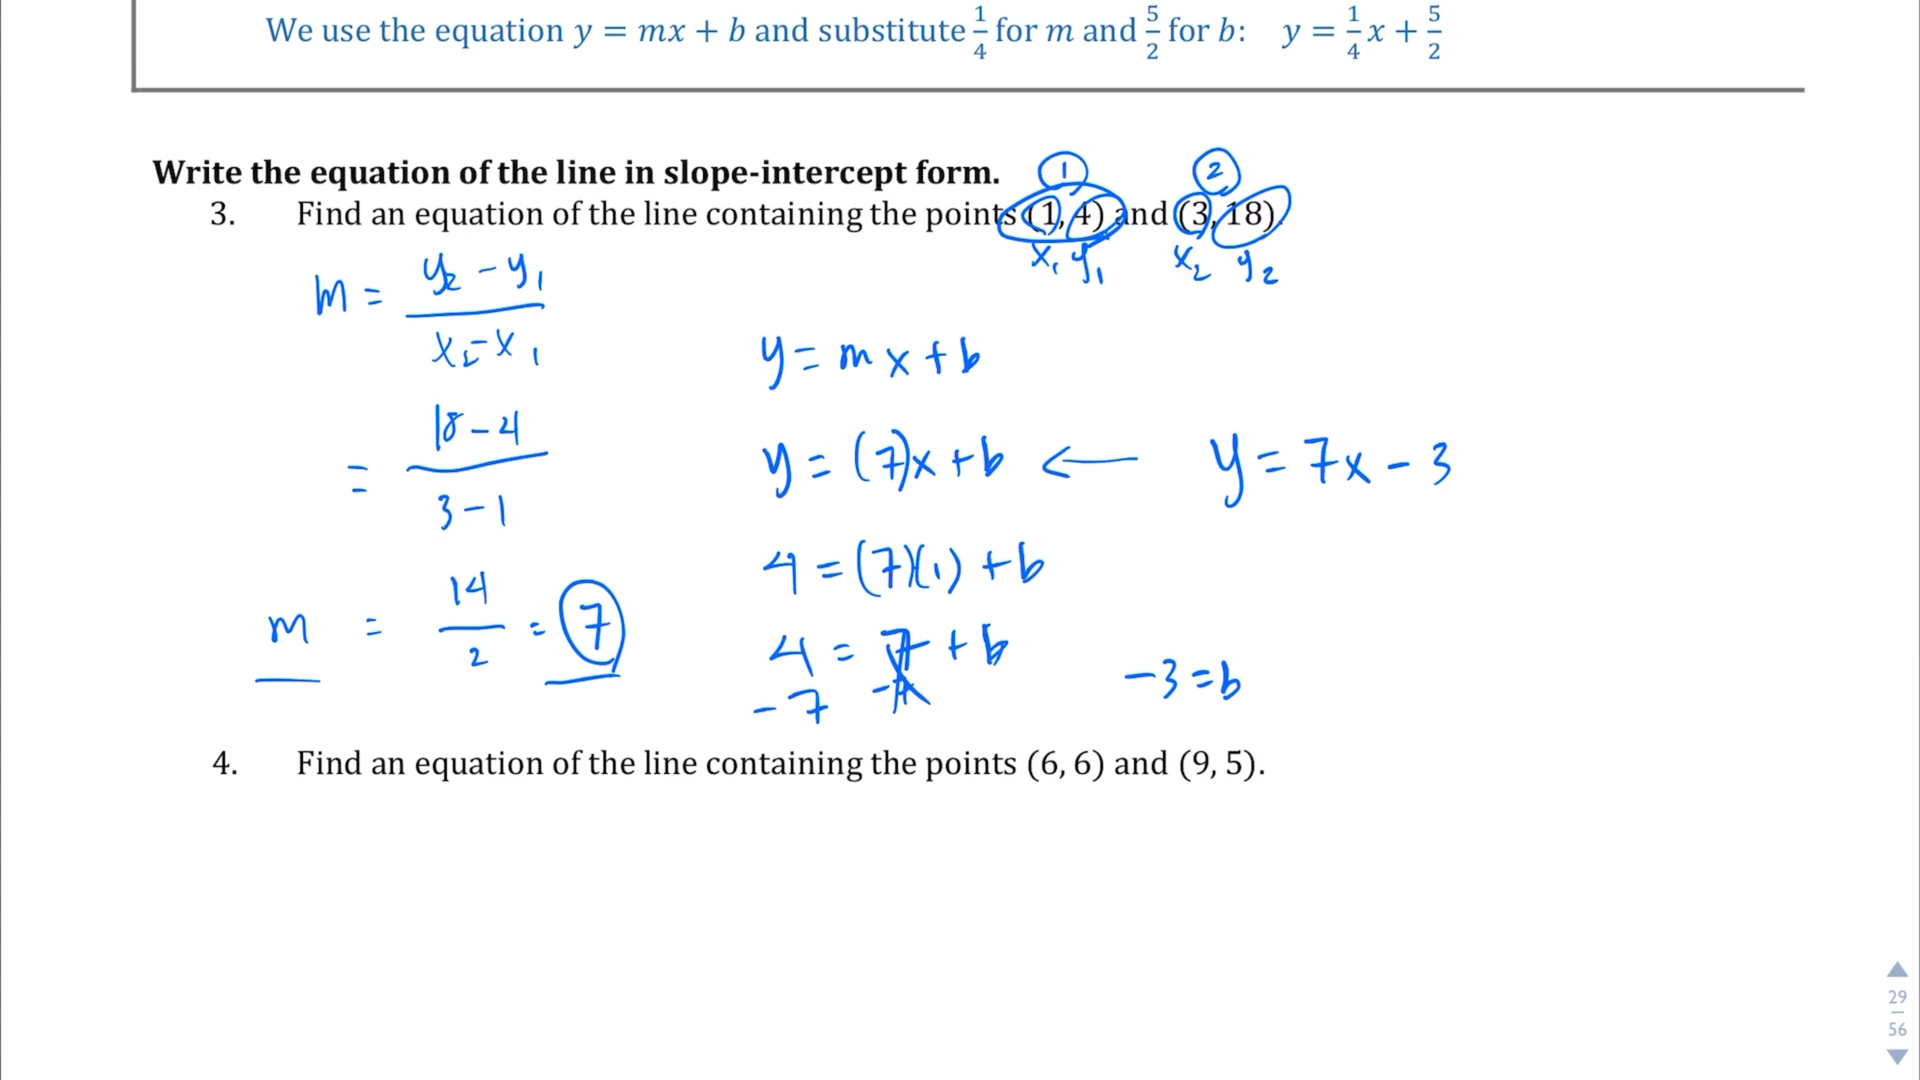 We use the equation y = mx + b and substitute 1/4 for m and 5/2 for b: y = 1/4 x + 5/2
Write the equation of the line in slope-intercept form.
① ②
3. Find an equation of the line containing the points (1, 4) and (3, 18).
x₁ y₁ x₂ y₂
m = (y₂ - y₁)/(x₂ - x₁)
y = mx + b
= (18 - 4)/(3 - 1)
y = (7)x + b ← y = 7x - 3
4 = (7)(1) + b
m = 14/2 = 7
4 = 7 + b
-7 -7
-3 = b
4. Find an equation of the line containing the points (6, 6) and (9, 5).
29
56